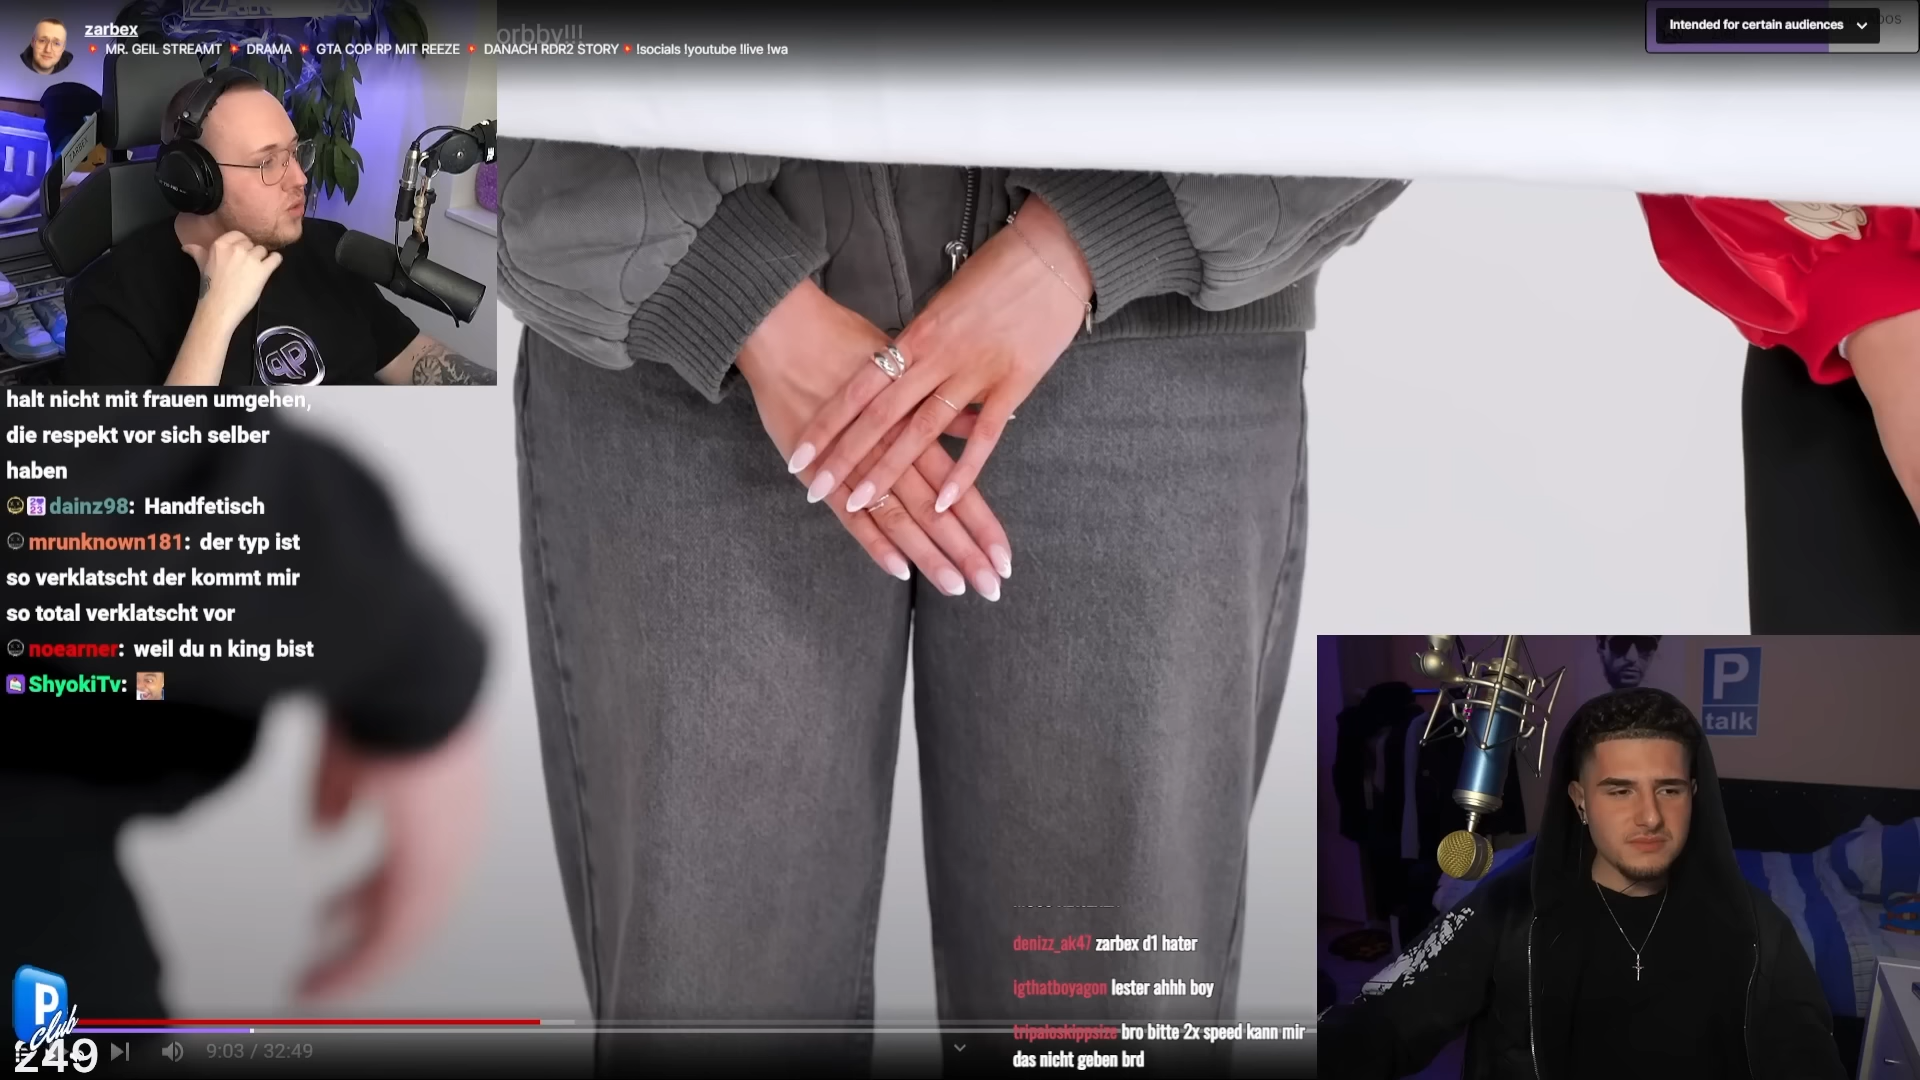 zarbex
MR. GEIL STREAMT DRAMA GTA COP RP MIT REEZE DANACH RDR2 STORY !socials !youtube !live !wa
orbby!!!
Intended for certain audiences
ZARBEX
halt nicht mit frauen umgehen,
die respekt vor sich selber
haben
dainz98: Handfetisch
mrunknown181: der typ ist
so verklatscht der kommt mir
so total verklatscht vor
noearner: weil du n king bist
ShyokiTv:
P
talk
denizz_ak47 zarbex d1 hater
igthatboyagon lester ahhh boy
tripaloskippsize bro bitte 2x speed kann mir
das nicht geben brd
P
club
249
9:03 / 32:49